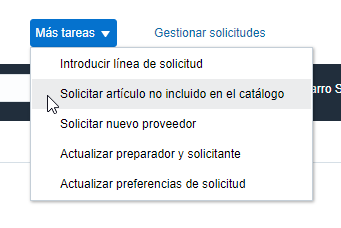 Más tareas Gestionar solicitudes
Introducir línea de solicitud
Solicitar artículo no incluido en el catálogo
Solicitar nuevo proveedor
Actualizar preparador y solicitante
Actualizar preferencias de solicitud